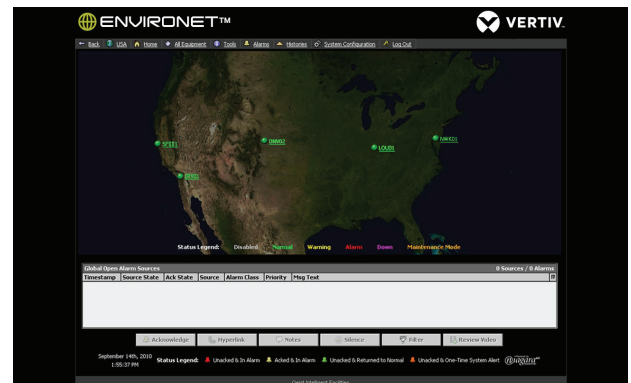 ENVIRONET™
VERTIV.
Back USA Home All Equipment Tools Alarms Histories System Configuration Log Out
DNVG2
LOUD1
NWKD1
Status Legend: Disabled Normal Warning Alarm Down Maintenance Mode
Global Open Alarm Sources 0 Sources / 0 Alarms
Timestamp Source State Ack State Source Alarm Class Priority Msg Text
Acknowledge Hyperlink Notes Silence Filter Review Video
September 14th, 2010
1:55:37 PM
Status Legend: Unacked & In Alarm Acked & In Alarm Unacked & Returned to Normal Unacked & One-Time System Alert
Niagara